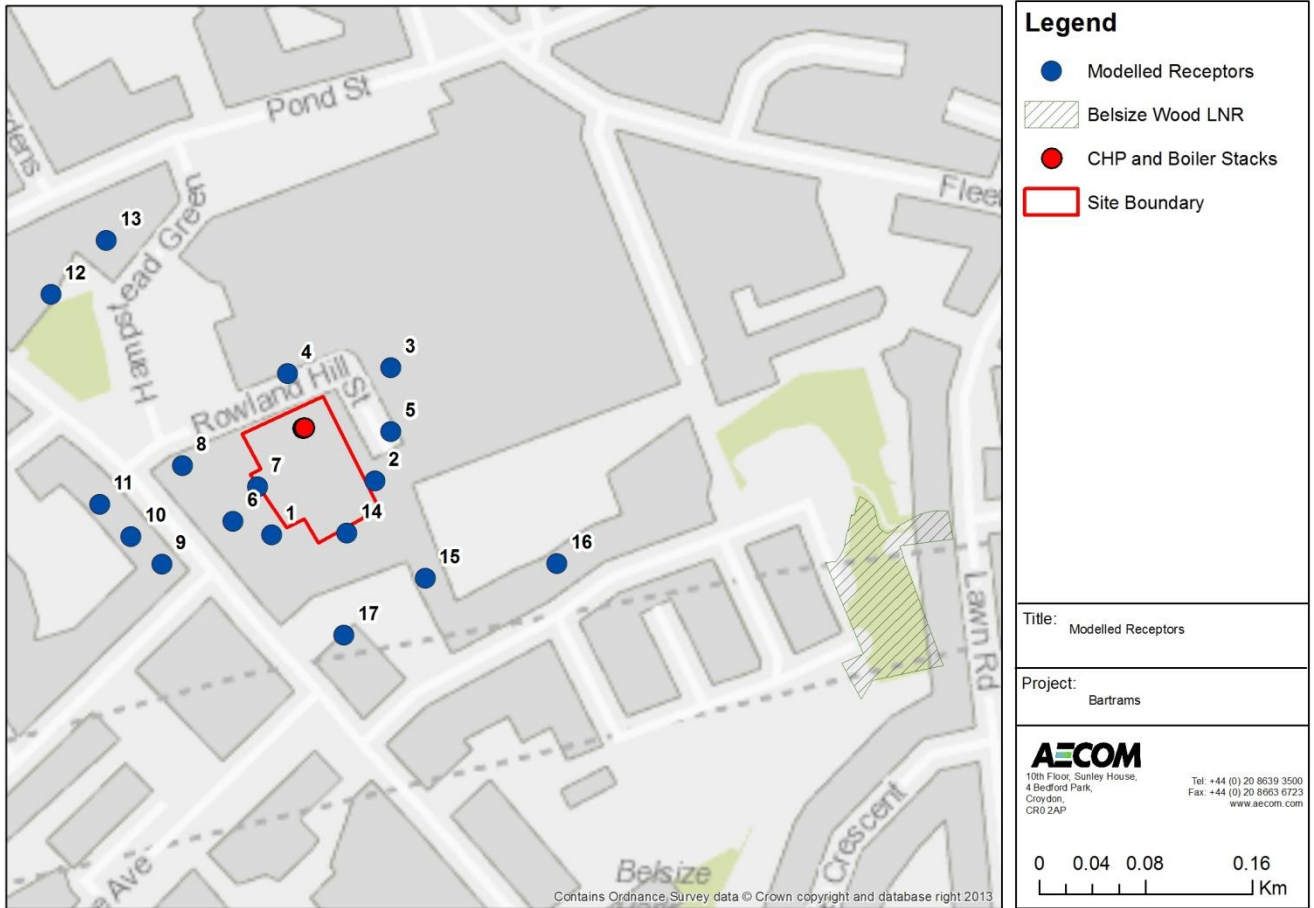 Pond St
Hampstead Green
Rowland Hill
St
Lawn Rd
Crescent
Belsize
Ave
13
12
4
3
5
8
7
2
6
1
14
11
10
9
15
16
17
Contains Ordnance Survey data © Crown copyright and database right 2013
Legend
Modelled Receptors
Belsize Wood LNR
CHP and Boiler Stacks
Site Boundary
Title: Modelled Receptors
Project:
Bartrams
AECOM
10th Floor, Sunley House,
4 Bedford Park,
Croydon,
CR0 2AP
Tel: +44 (0) 20 8639 3500
Fax: +44 (0) 20 8663 6723
www.aecom.com
0 0.04 0.08 0.16
Km